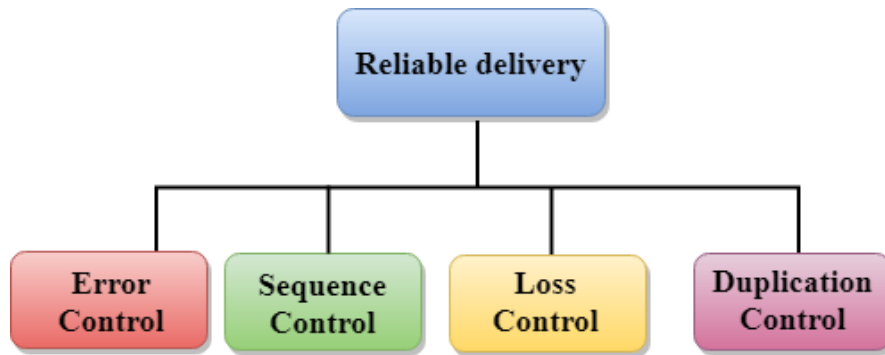 Reliable delivery
Error
Control
Sequence
Control
Loss
Control
Duplication
Control